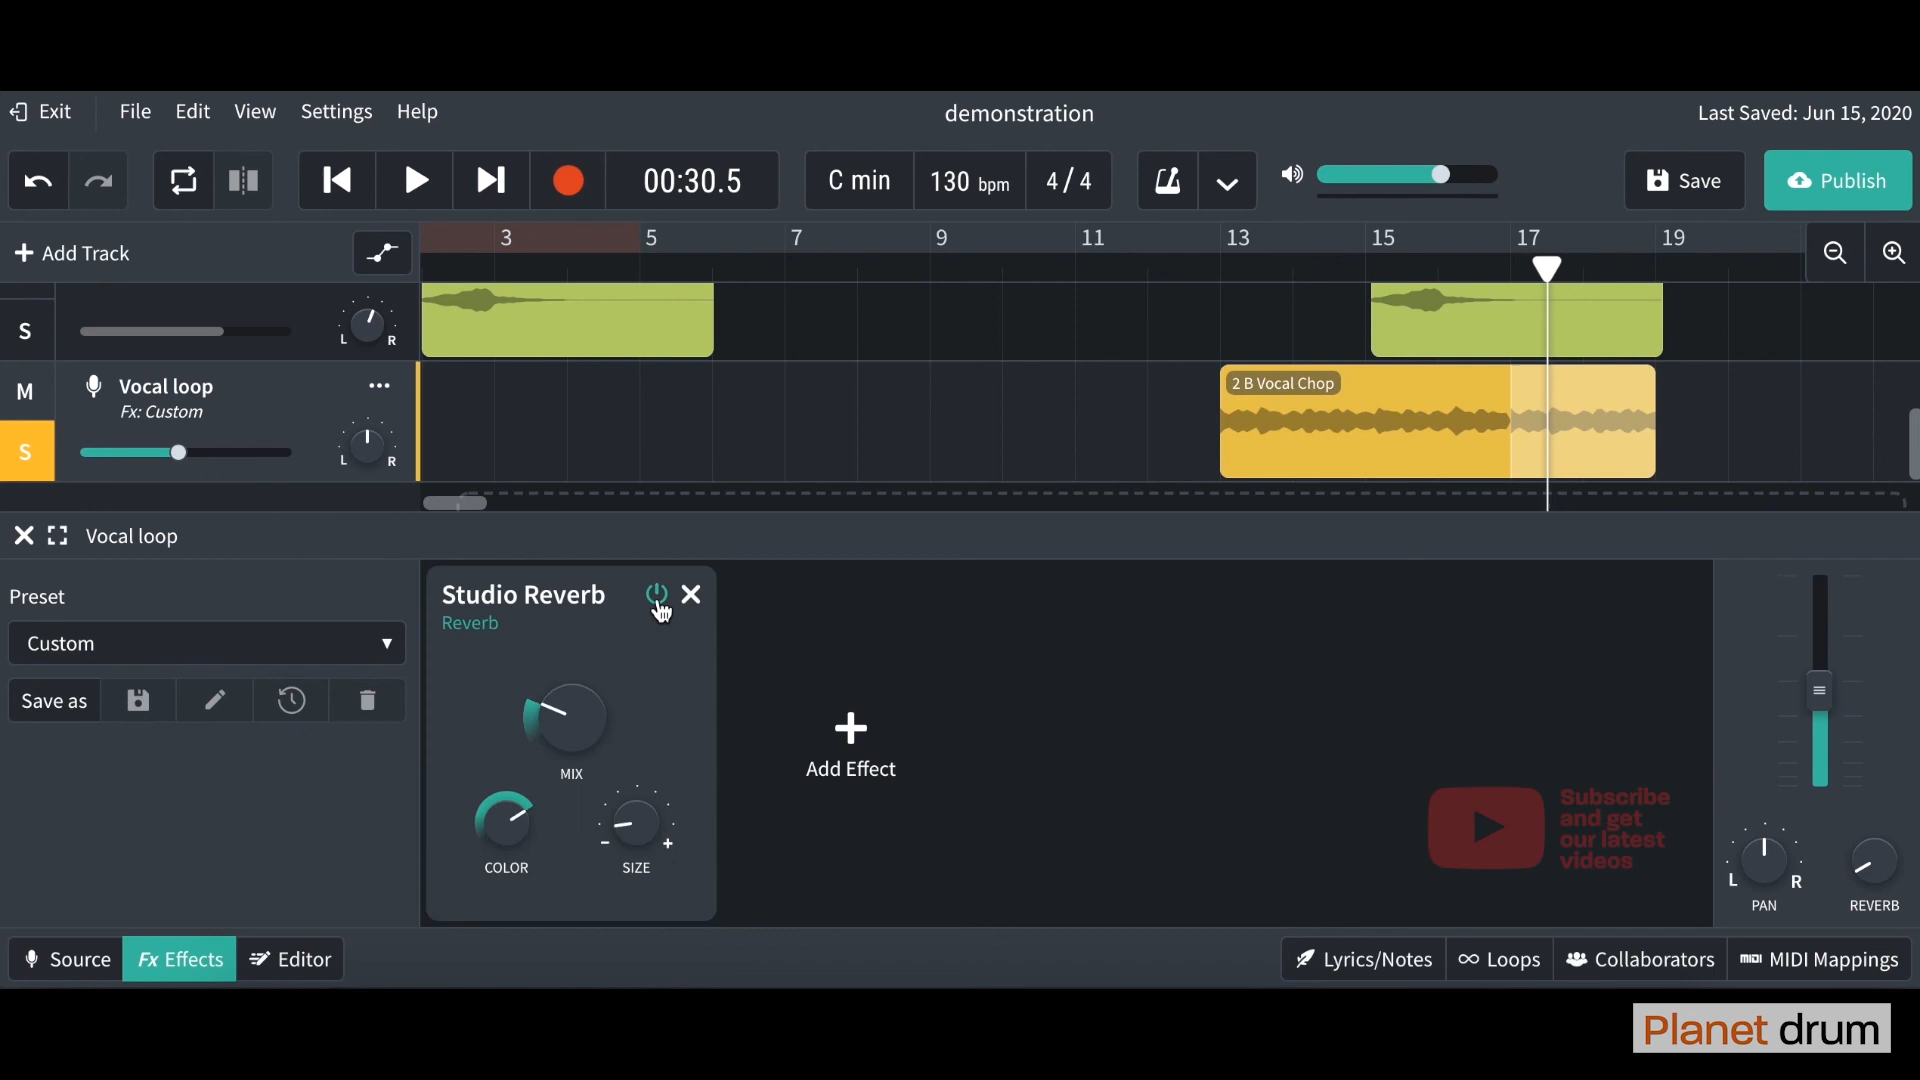 Exit File Edit View Settings Help
demonstration
Last Saved: Jun 15, 2020
00:30.5
C min
130 bpm
4 / 4
Save
Publish
Add Track
3 5 7 9 11 13 15 17 19
S
L R
M
Vocal loop
Fx: Custom
S
L R
2 B Vocal Chop
Vocal loop
Preset
Custom
Save as
Studio Reverb
Reverb
MIX
COLOR
- +
SIZE
Add Effect
Subscribe
and get
our latest
videos
L R
PAN
REVERB
Source
Fx Effects
Editor
Lyrics/Notes
Loops
Collaborators
MIDI MIDI Mappings
Planet drum